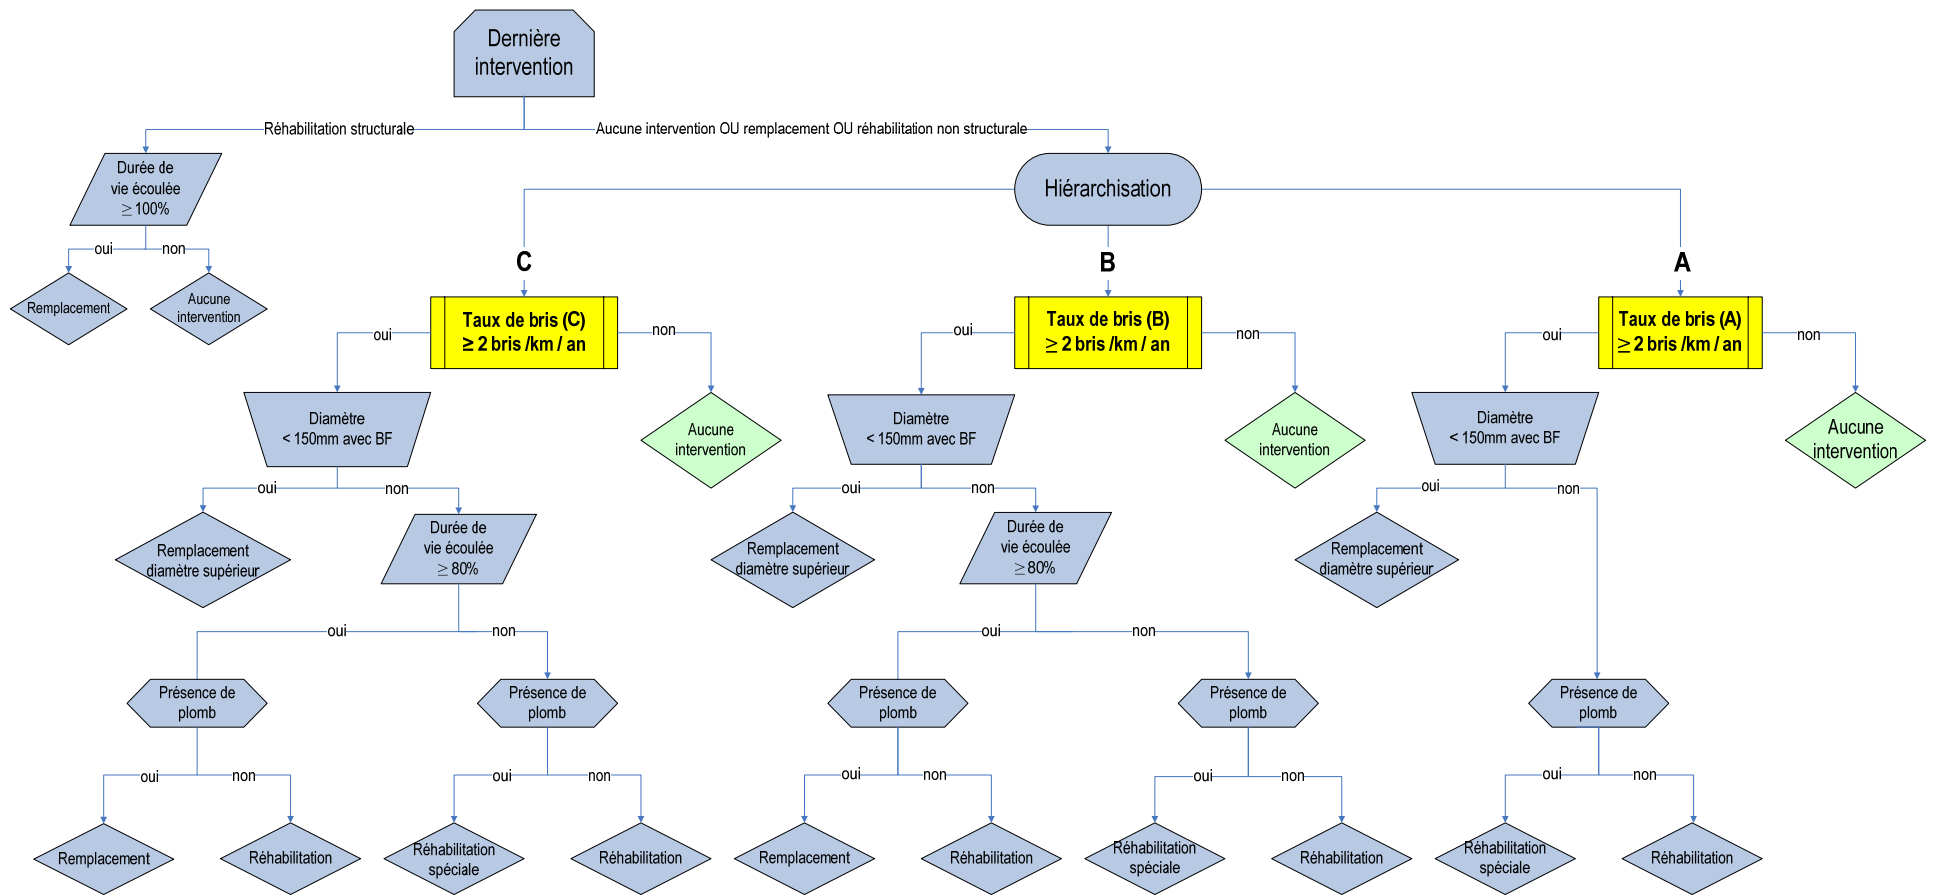 Dernière
intervention
Réhabilitation structurale
Aucune intervention OU remplacement OU réhabilitation non structurale
Durée de
vie écoulée
≥ 100%
Hiérarchisation
oui
non
Remplacement
Aucune
intervention
C
B
A
Taux de bris (C)
≥ 2 bris /km / an
oui
non
Taux de bris (B)
≥ 2 bris /km / an
oui
non
Taux de bris (A)
≥ 2 bris /km / an
oui
non
Diamètre
< 150mm avec BF
Aucune
intervention
Diamètre
< 150mm avec BF
Aucune
intervention
Diamètre
< 150mm avec BF
Aucune
intervention
oui
non
oui
non
oui
non
Remplacement
diamètre supérieur
Durée de
vie écoulée
≥ 80%
Remplacement
diamètre supérieur
Durée de
vie écoulée
≥ 80%
Remplacement
diamètre supérieur
oui
non
oui
non
Présence de
plomb
Présence de
plomb
Présence de
plomb
Présence de
plomb
Présence de
plomb
oui
non
oui
non
oui
non
oui
non
oui
non
Remplacement
Réhabilitation
Réhabilitation
spéciale
Réhabilitation
Remplacement
Réhabilitation
Réhabilitation
spéciale
Réhabilitation
Réhabilitation
spéciale
Réhabilitation